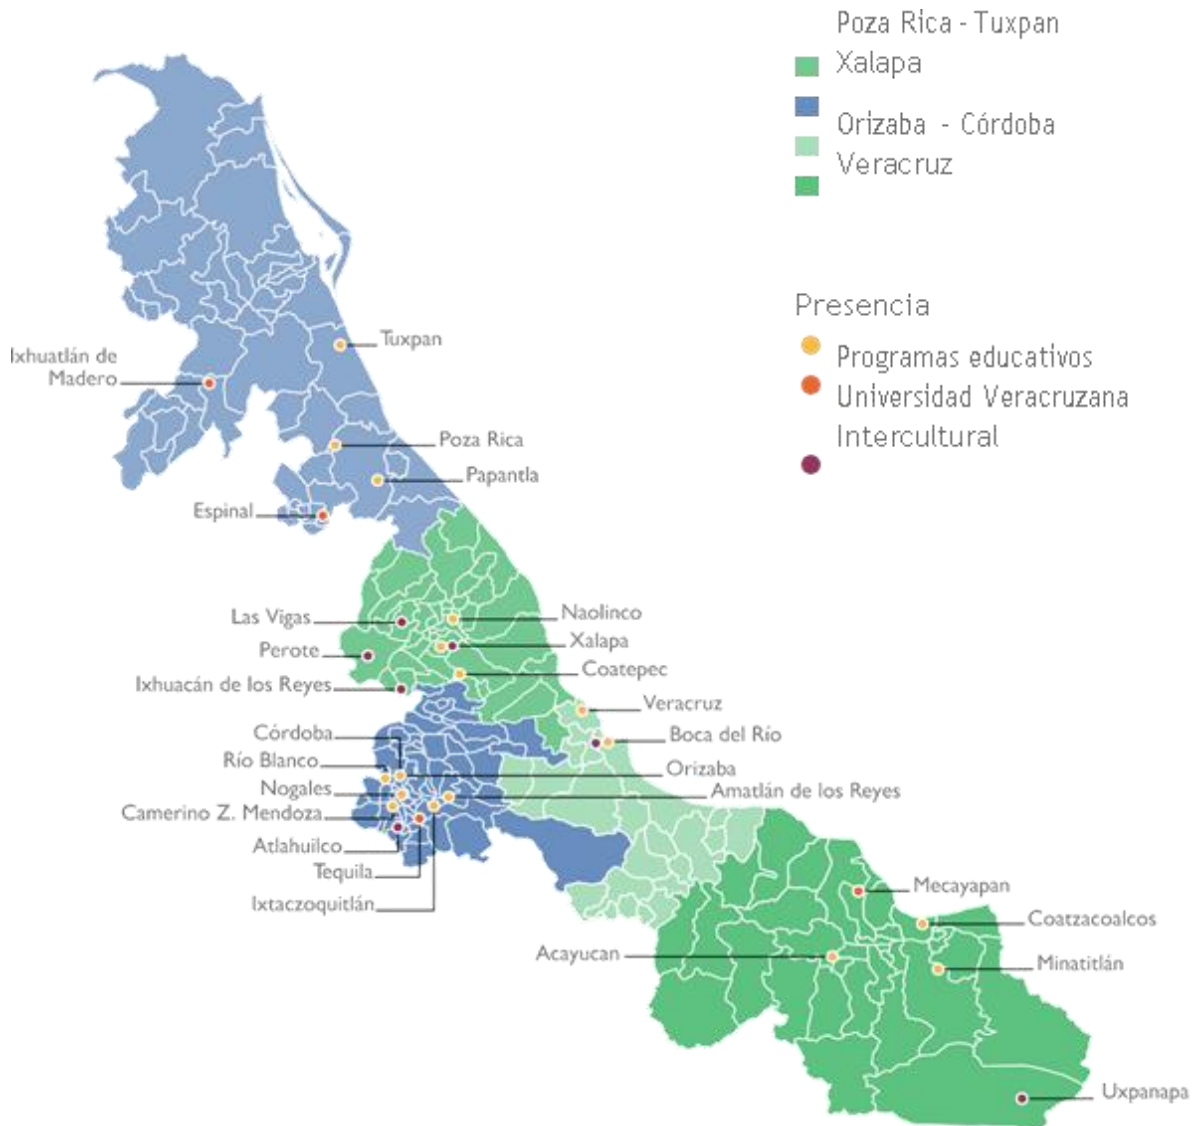 Poza Rica - Tuxpan
Xalapa
Orizaba - Córdoba
Veracruz
Presencia
Programas educativos
Universidad Veracruzana
Intercultural
Tuxpan
Ixhuatlán de
Madero
Poza Rica
Papantla
Espinal
Las Vigas
Naolinco
Xalapa
Perote
Coatepec
Ixhuacán de los Reyes
Veracruz
Córdoba
Boca del Río
Río Blanco
Orizaba
Nogales
Amatlán de los Reyes
Camerino Z. Mendoza
Atlahuilco
Tequila
Mecayapan
Ixtaczoquitlán
Coatzacoalcos
Acayucan
Minatitlán
Uxpanapa